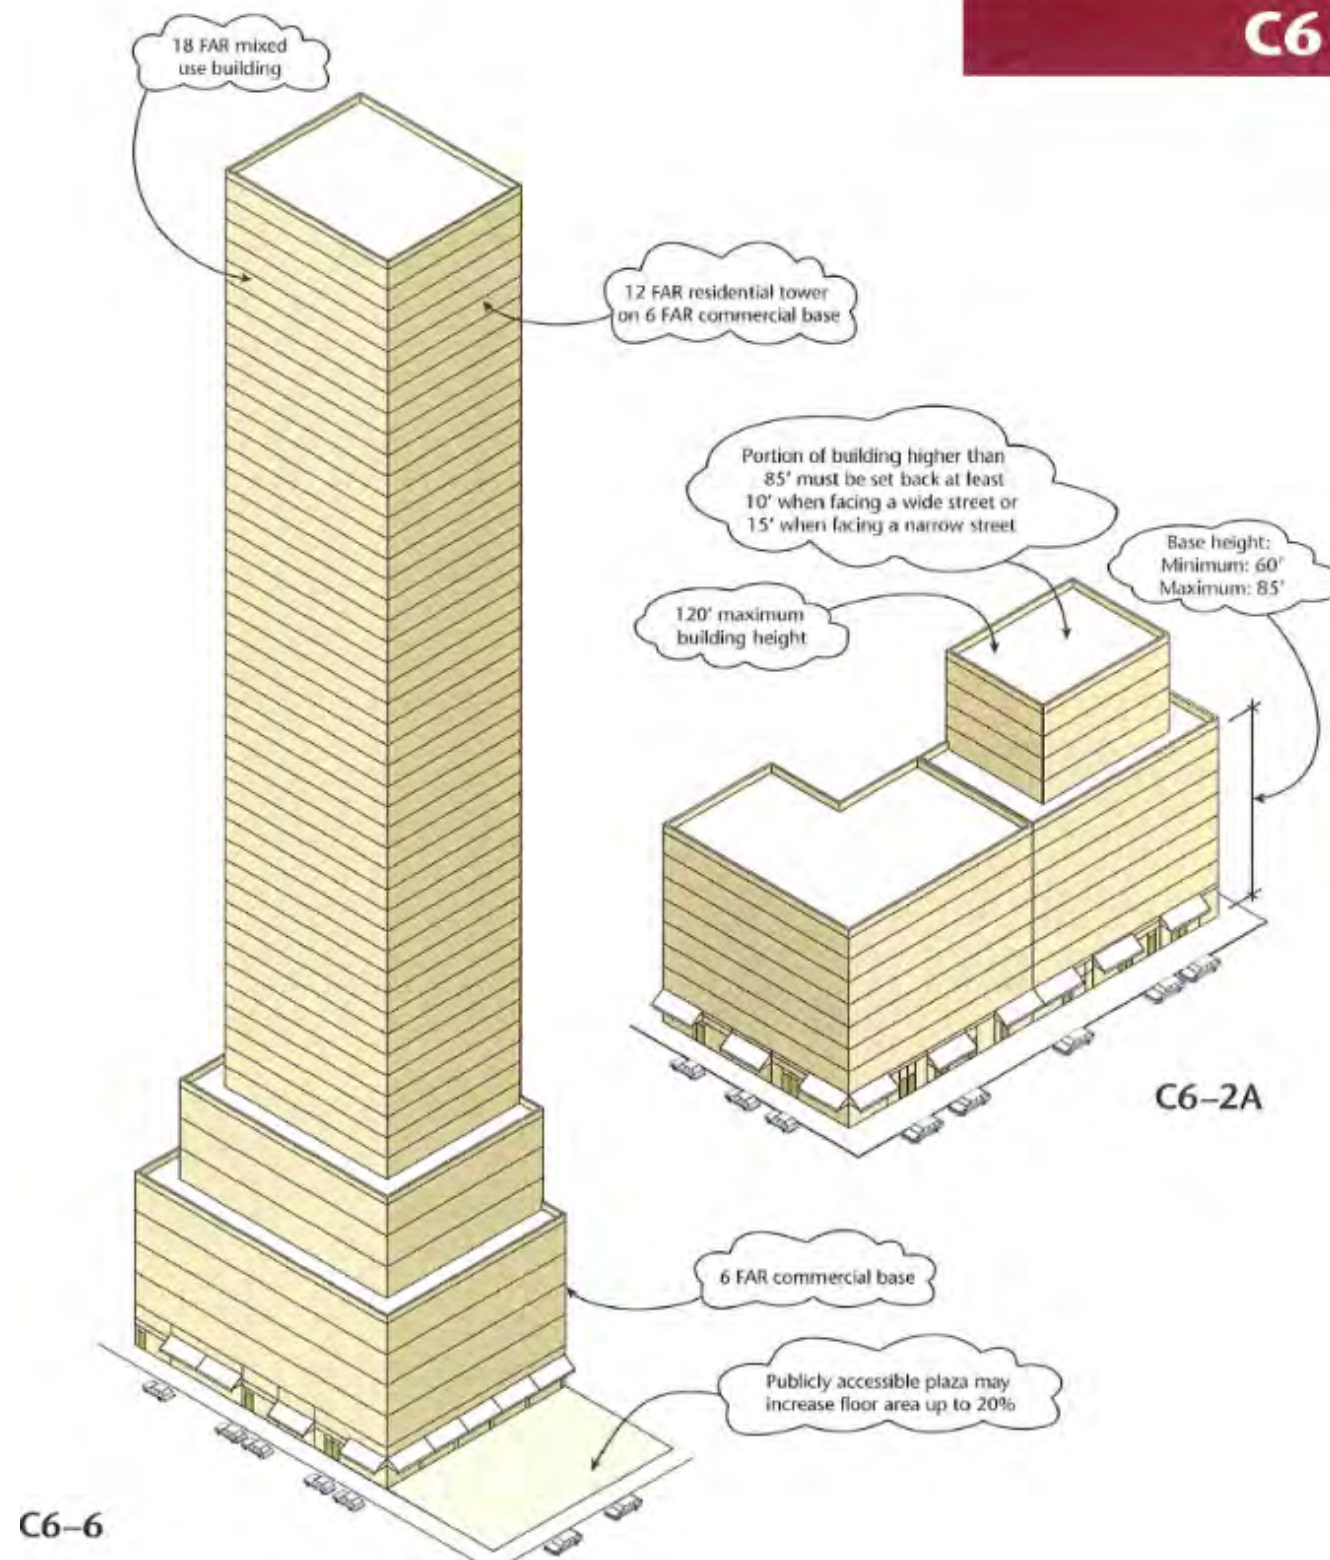 C6
18 FAR mixed
use building
12 FAR residential tower
on 6 FAR commercial base
Portion of building higher than
85' must be set back at least
10' when facing a wide street or
15' when facing a narrow street
Base height:
Minimum: 60'
Maximum: 85'
120' maximum
building height
C6–2A
6 FAR commercial base
Publicly accessible plaza may
increase floor area up to 20%
C6–6